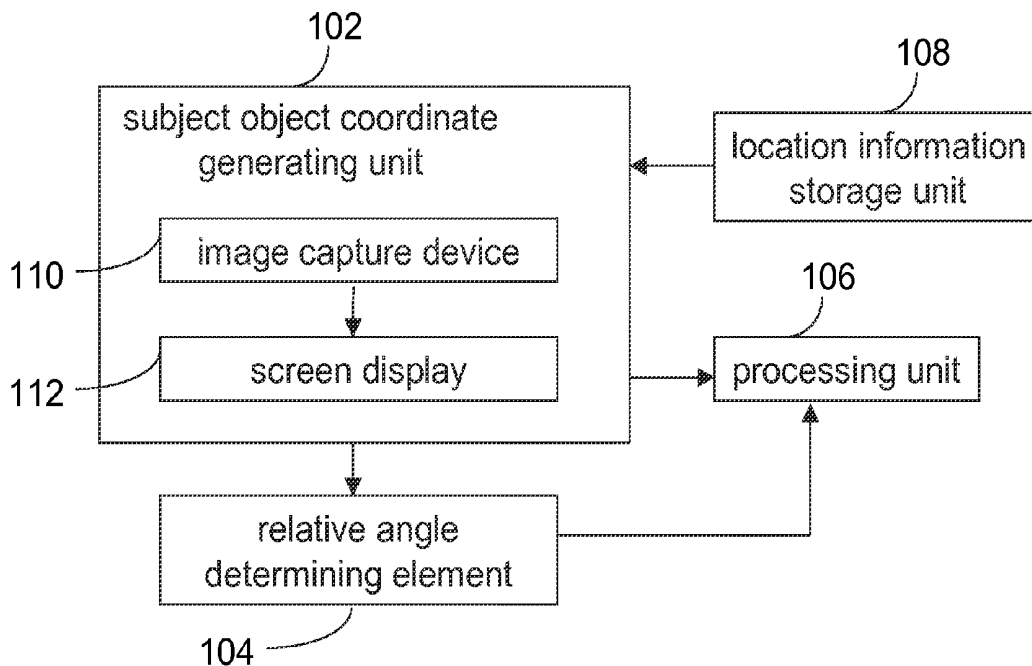 102
108
subject object coordinate
generating unit
location information
storage unit
image capture device
110
106
screen display
112
processing unit
relative angle
determining element
104